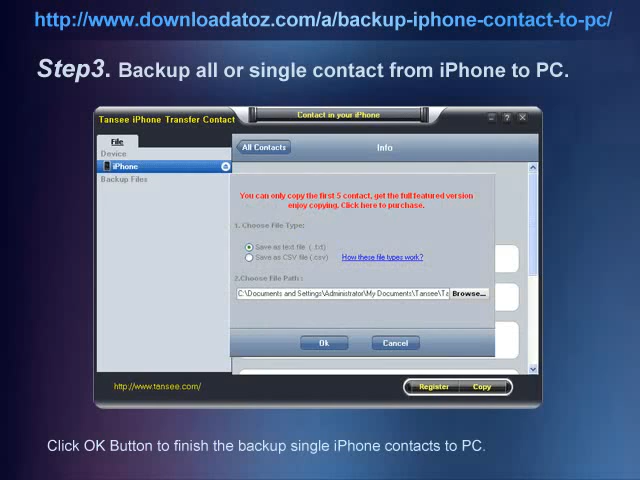 http://www.downloadatoz.com/a/backup-iphone-contact-to-pc/
Step3. Backup all or single contact from iPhone to PC.
Tansee iPhone Transfer Contact
Contact in your iPhone
File
All Contacts
Info
Device
iPhone
Backup Files
You can only copy the first 5 contact, get the full featured version
enjoy copying. Click here to purchase.
1. Choose File Type:
Save as text file (.txt)
Save as CSV file (.csv)
How these file types work?
2.Choose File Path:
C:\Documents and Settings\Administrator\My Documents\Tansee\Ta
Browse...
Ok
Cancel
http://www.tansee.com/
Register
Copy
Click OK Button to finish the backup single iPhone contacts to PC.